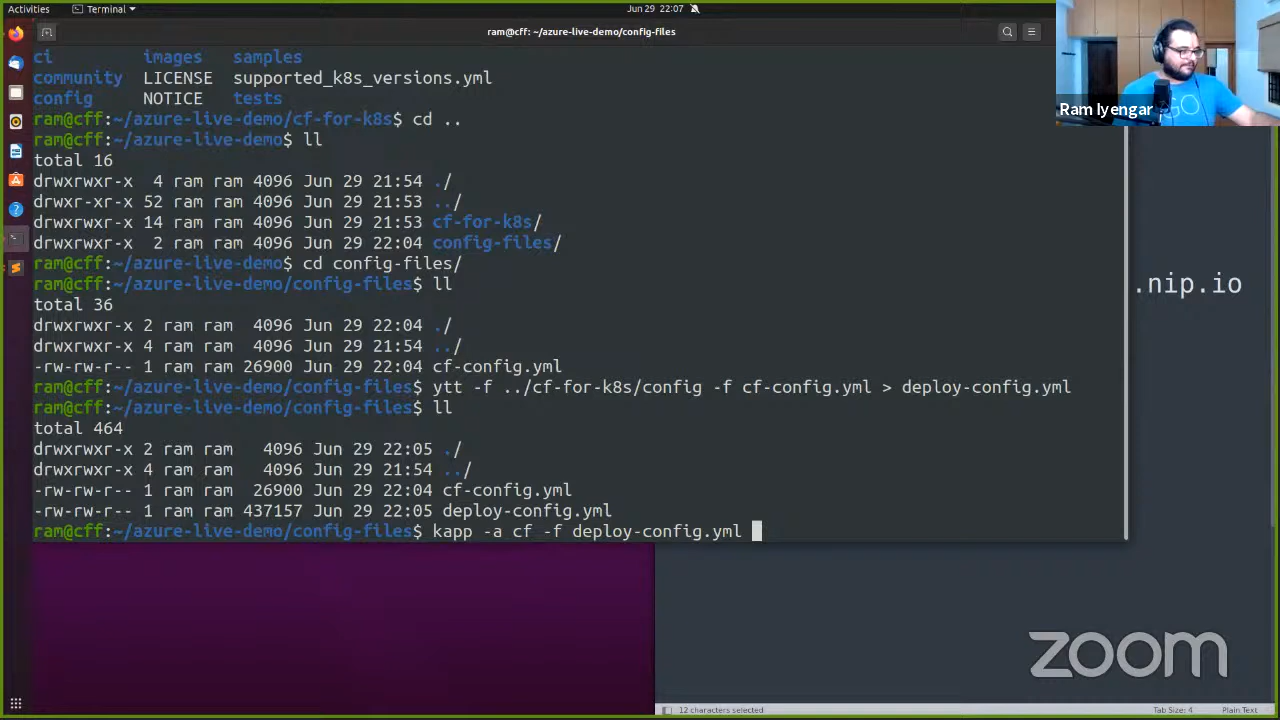 Activities
Terminal
Jun 29 22:07
ram@cff: ~/azure-live-demo/config-files
ci images samples
community LICENSE supported_k8s_versions.yml
config NOTICE tests
ram@cff:~/azure-live-demo/cf-for-k8s$ cd ..
ram@cff:~/azure-live-demo$ ll
total 16
drwxrwxr-x 4 ram ram 4096 Jun 29 21:54 ./
drwxr-xr-x 52 ram ram 4096 Jun 29 21:53 ../
drwxrwxr-x 14 ram ram 4096 Jun 29 21:53 cf-for-k8s/
drwxrwxr-x 2 ram ram 4096 Jun 29 22:04 config-files/
ram@cff:~/azure-live-demo$ cd config-files/
ram@cff:~/azure-live-demo/config-files$ ll
total 36
drwxrwxr-x 2 ram ram 4096 Jun 29 22:04 ./
drwxrwxr-x 4 ram ram 4096 Jun 29 21:54 ../
-rw-rw-r-- 1 ram ram 26900 Jun 29 22:04 cf-config.yml
ram@cff:~/azure-live-demo/config-files$ ytt -f ../cf-for-k8s/config -f cf-config.yml > deploy-config.yml
ram@cff:~/azure-live-demo/config-files$ ll
total 464
drwxrwxr-x 2 ram ram 4096 Jun 29 22:05 ./
drwxrwxr-x 4 ram ram 4096 Jun 29 21:54 ../
-rw-rw-r-- 1 ram ram 26900 Jun 29 22:04 cf-config.yml
-rw-rw-r-- 1 ram ram 437157 Jun 29 22:05 deploy-config.yml
ram@cff:~/azure-live-demo/config-files$ kapp -a cf -f deploy-config.yml
Ram Iyengar
.nip.io
zoom
12 characters selected
Tab Size: 4
Plain Text